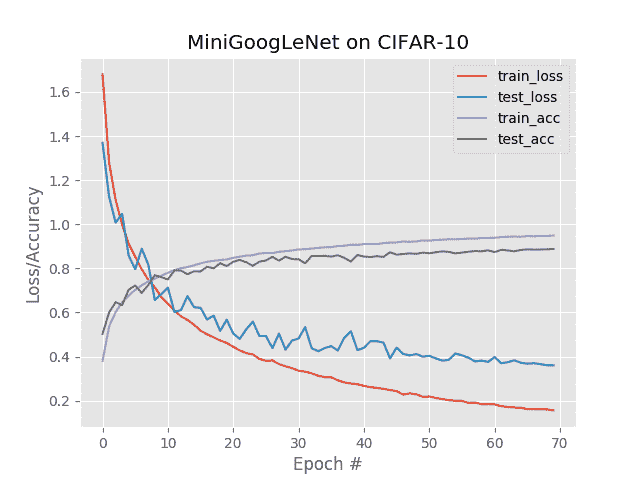 MiniGoogLeNet on CIFAR-10
train_loss
test_loss
train_acc
test_acc
1.6
1.4
1.2
1.0
0.8
0.6
0.4
0.2
Loss/Accuracy
0 10 20 30 40 50 60 70
Epoch #